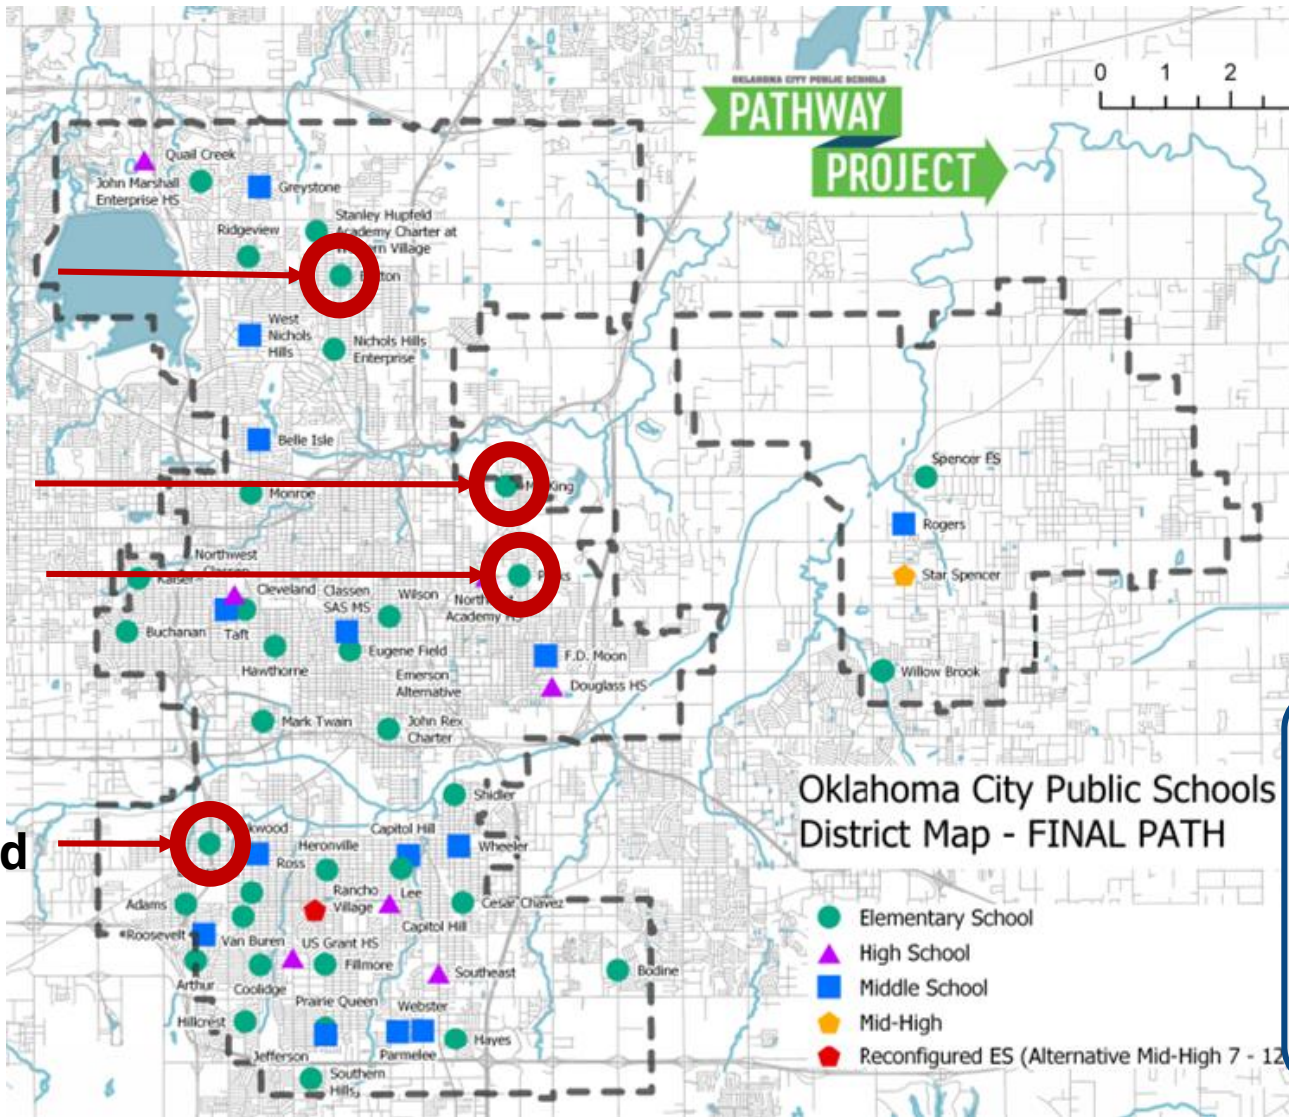 OKLAHOMA CITY PUBLIC SCHOOLS
PATHWAY
PROJECT
0 1 2
Quail Creek
John Marshall
Enterprise HS
Greystone
Stanley Hupfeld
Academy Charter at
Village
Ridgeview
West
Nichols
Hills
Nichols Hills
Enterprise
Belle Isle
Monroe
King
Spencer ES
Rogers
Star Spencer
Willow Brook
Northwest
Kaiser
Cleveland
Classen
SAS MS
Wilson
Academy HS
Buchanan
Taft
Hawthorne
Eugene Field
Emerson
Alternative
F.D. Moon
Douglass HS
Mark Twain
John Rex
Charter
Oklahoma City Public Schools
District Map - FINAL PATH
Shidler
d
Ross
Heronville
Capitol Hill
Wheeler
Adams
Rancho
Village
Lee
Cesar Chavez
Capitol Hill
Roosevelt
Van Buren
US Grant HS
Fillmore
Southeast
Bodine
Arthur
Coolidge
Prairie Queen
Webster
Hillcrest
Jefferson
Parmelee
Hayes
Southern
Hills
Elementary School
High School
Middle School
Mid-High
Reconfigured ES (Alternative Mid-High 7 - 12